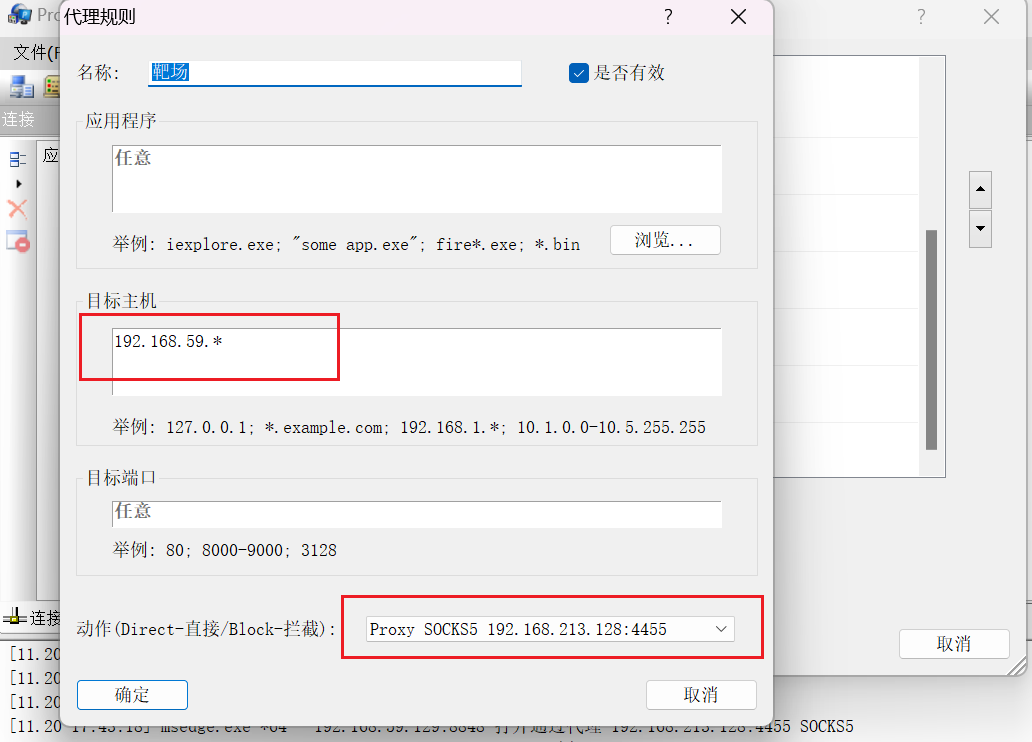 Pro
代理规则
?
?
文件(F
名称:
靶场
是否有效
连接
应用程序
应
任意
举例: iexplore.exe; "some app.exe"; fire*.exe; *.bin
浏览...
目标主机
192.168.59.*
举例: 127.0.0.1; *.example.com; 192.168.1.*; 10.1.0.0-10.5.255.255
目标端口
任意
举例: 80; 8000-9000; 3128
连接
动作(Direct-直接/Block-拦截):
Proxy SOCKS5 192.168.213.128:4455
取消
[11.20
[11.20
确定
取消
[11.20
[11.20 17:43:18] msedge.exe *64 192.168.59.129:8848 打开通过代理 192.168.213.128:4455 SOCKS5